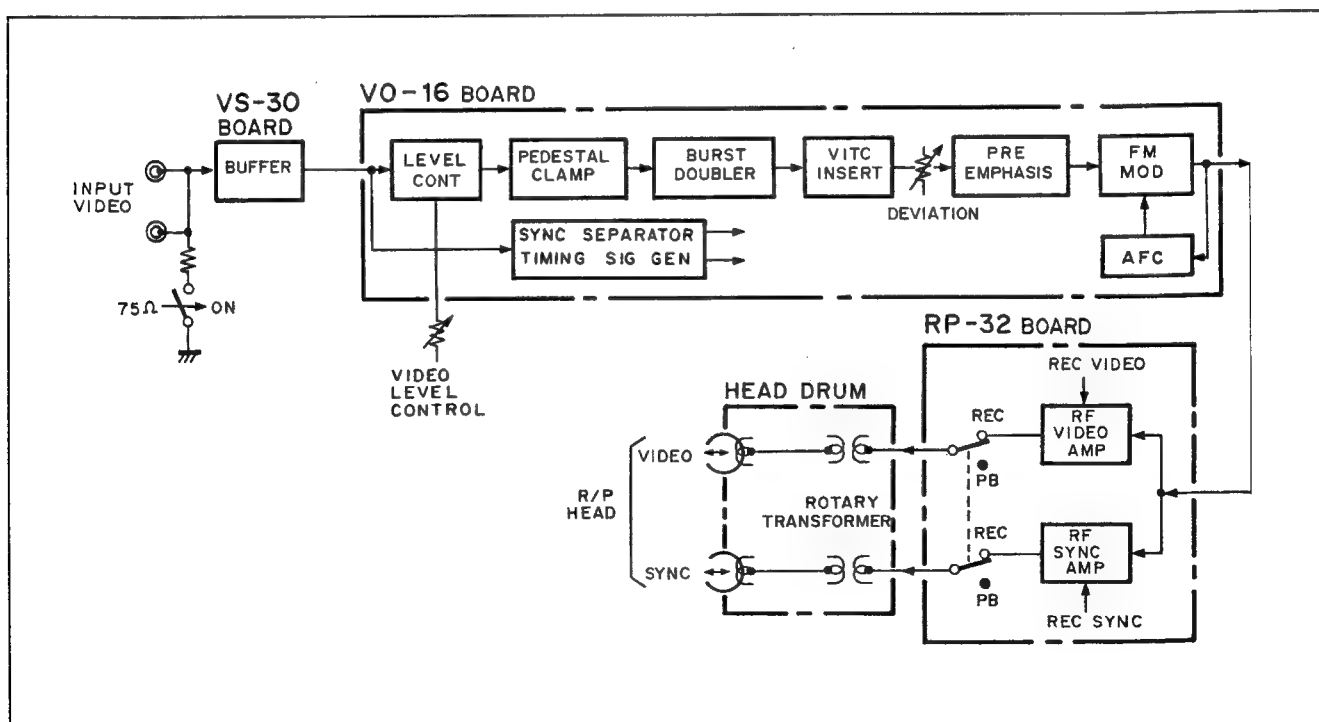 VS-30
BOARD
BUFFER
INPUT
VIDEO
75Ω
ON
VO-16 BOARD
LEVEL
CONT
PEDESTAL
CLAMP
BURST
DOUBLER
VITC
INSERT
DEVIATION
PRE
EMPHASIS
FM
MOD
AFC
SYNC SEPARATOR
TIMING SIG GEN
VIDEO
LEVEL
CONTROL
RP-32 BOARD
REC VIDEO
RF
VIDEO
AMP
REC
PB
REC
PB
RF
SYNC
AMP
REC SYNC
HEAD DRUM
VIDEO
R/P
HEAD
ROTARY
TRANSFORMER
SYNC